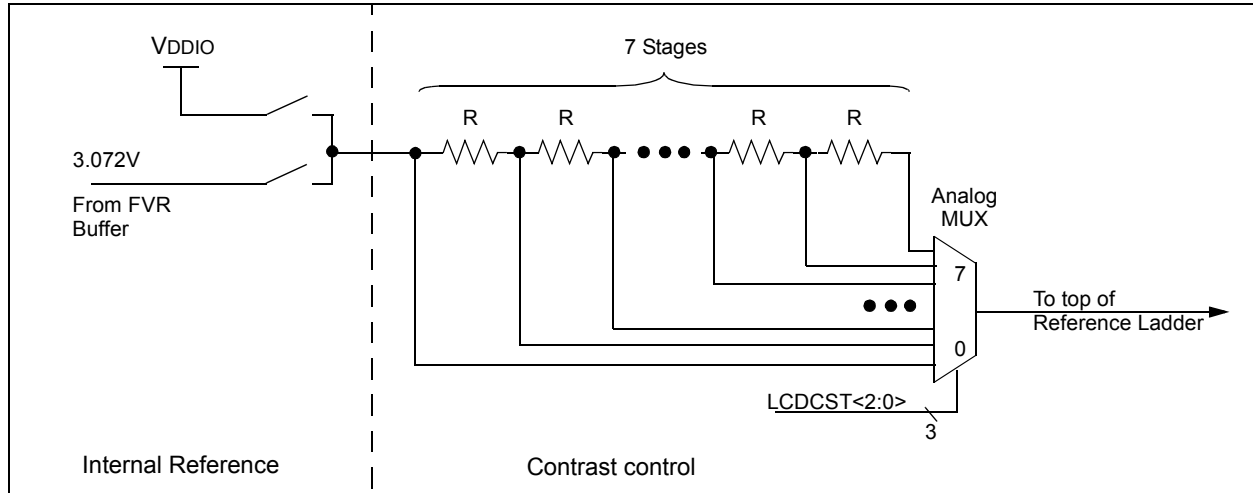 VDDIO
7 Stages
R
R
R
R
3.072V
From FVR
Buffer
Analog
MUX
7
0
To top of
Reference Ladder
LCDCST<2:0>
3
Internal Reference
Contrast control